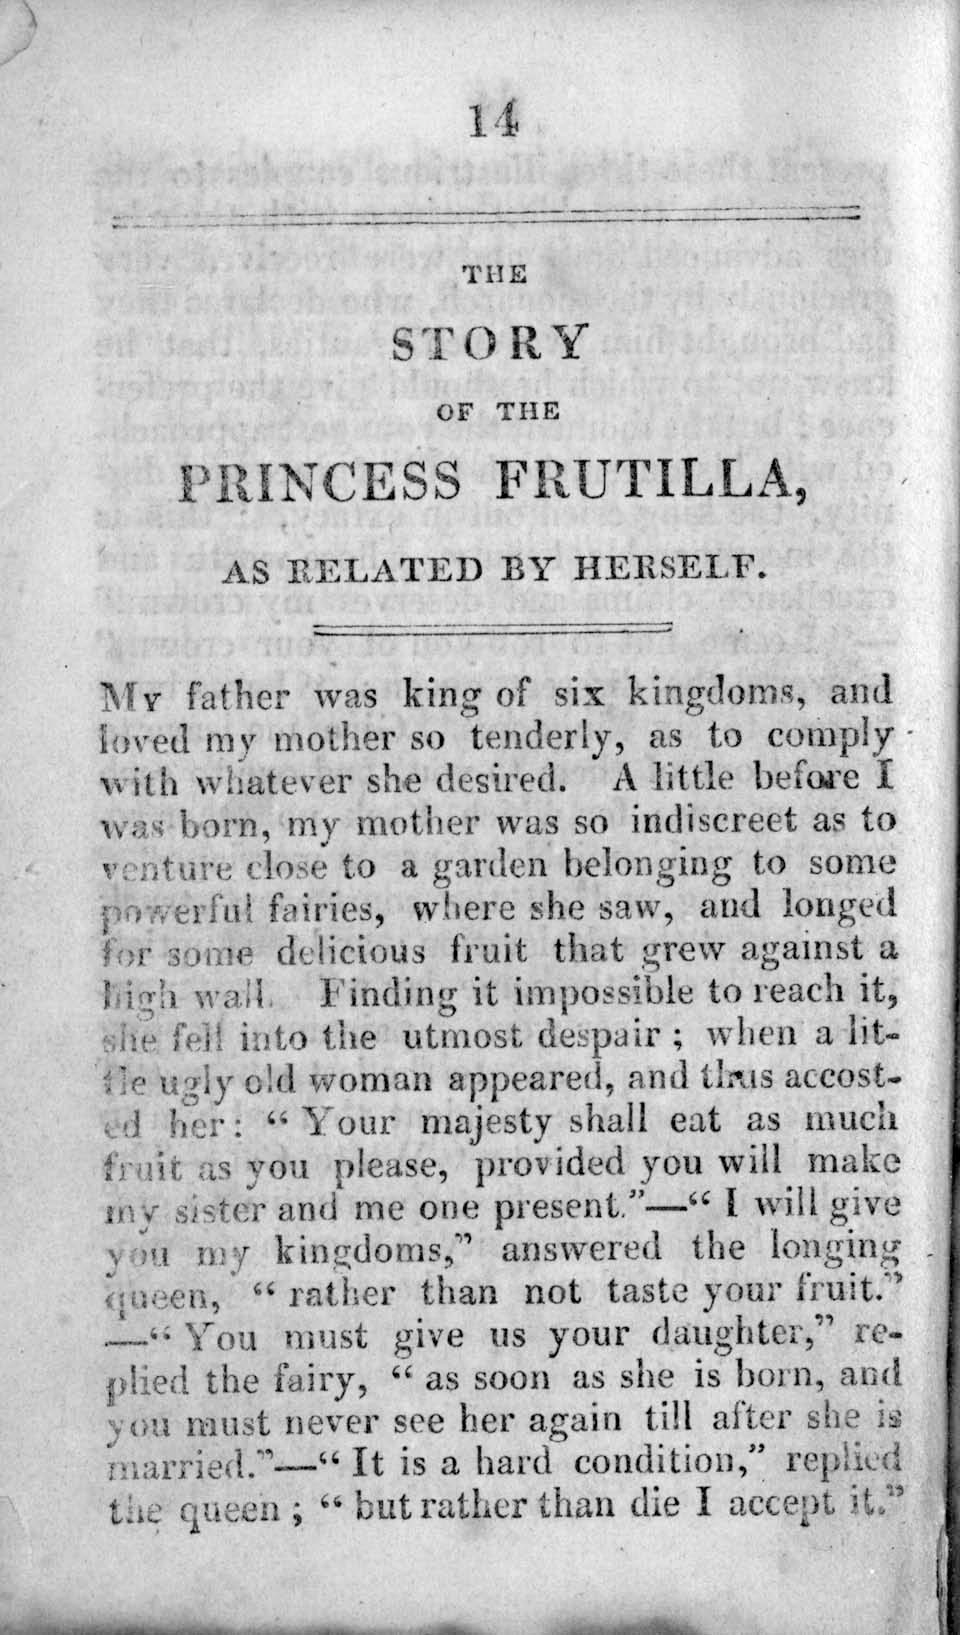 14
THE
STORY
OF THE
PRINCESS FRUTILLA,
AS RELATED BY HERSELF.
MY father was king of six kingdoms, and
loved my mother so tenderly, as to comply
with whatever she desired. A little before I
was born, my mother was so indiscreet as to
venture close to a garden belonging to some
powerful fairies, where she saw, and longed
for some delicious fruit that grew against a
high wall. Finding it impossible to reach it,
she fell into the utmost despair ; when a lit-
tle ugly old woman appeared, and thus accost-
ed her: “ Your majesty shall eat as much
fruit as you please, provided you will make
my sister and me one present.”—“ I will give
you my kingdoms,” answered the longing
queen, “ rather than not taste your fruit.”
—“ You must give us your daughter,” re-
plied the fairy, “ as soon as she is born, and
you must never see her again till after she is
married.”—“ It is a hard condition,” replied
the queen ; “ but rather than die I accept it.”